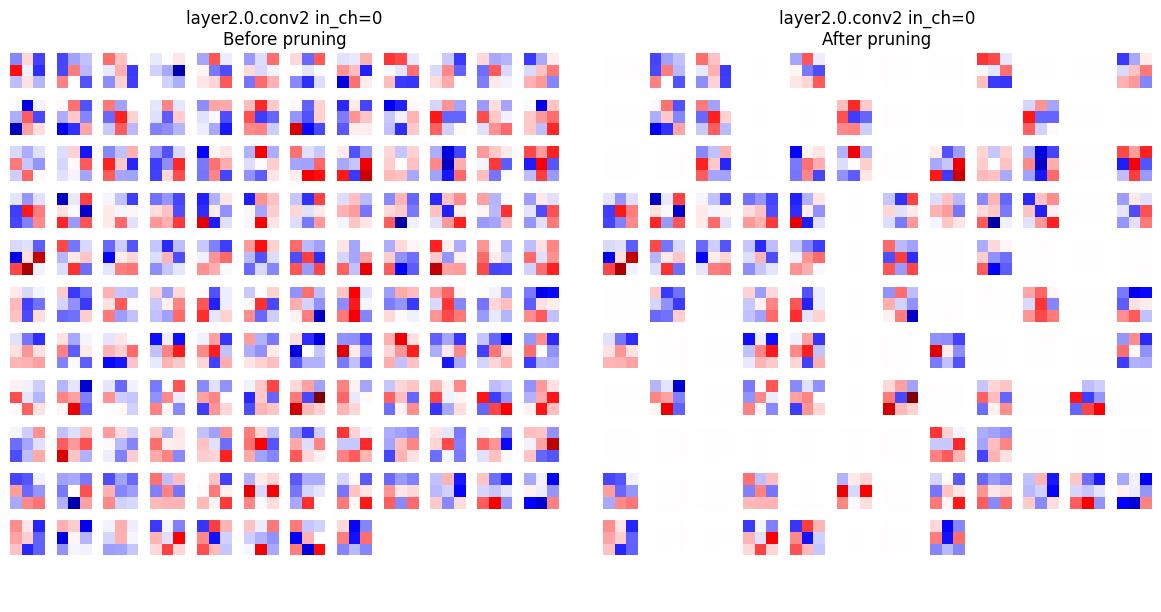 layer2.0.conv2 in_ch=0
Before pruning
layer2.0.conv2 in_ch=0
After pruning